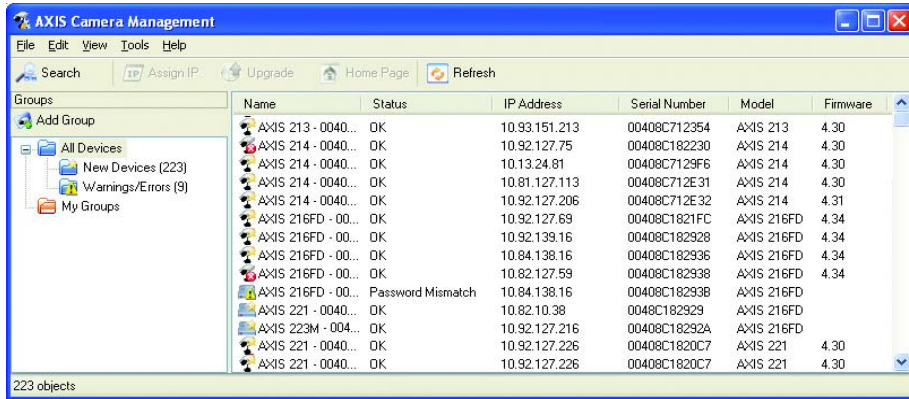 AXIS Camera Management
File Edit View Tools Help
Search Assign IP Upgrade Home Page Refresh
Groups
Add Group
All Devices
New Devices (223)
Warnings/Errors (9)
My Groups
Name Status IP Address Serial Number Model Firmware
AXIS 213 - 0040... OK 10.93.151.213 00408C712354 AXIS 213 4.30
AXIS 214 - 0040... OK 10.92.127.75 00408C182230 AXIS 214 4.30
AXIS 214 - 0040... OK 10.13.24.81 00408C7129F6 AXIS 214 4.30
AXIS 214 - 0040... OK 10.81.127.113 00408C712E31 AXIS 214 4.30
AXIS 214 - 0040... OK 10.92.127.206 00408C712E32 AXIS 214 4.31
AXIS 216FD - 00... OK 10.92.127.69 00408C1821FC AXIS 216FD 4.34
AXIS 216FD - 00... OK 10.92.139.16 00408C182928 AXIS 216FD 4.34
AXIS 216FD - 00... OK 10.84.138.16 00408C182936 AXIS 216FD 4.34
AXIS 216FD - 00... OK 10.82.127.59 00408C182938 AXIS 216FD 4.34
AXIS 216FD - 00... Password Mismatch 10.84.138.16 00408C18293B AXIS 216FD
AXIS 221 - 0040... OK 10.82.10.38 0048C182929 AXIS 216FD
AXIS 223M - 004... OK 10.92.127.216 00408C18292A AXIS 216FD
AXIS 221 - 0040... OK 10.92.127.226 00408C1820C7 AXIS 221 4.30
AXIS 221 - 0040... OK 10.92.127.226 00408C1820C7 AXIS 221 4.30
223 objects